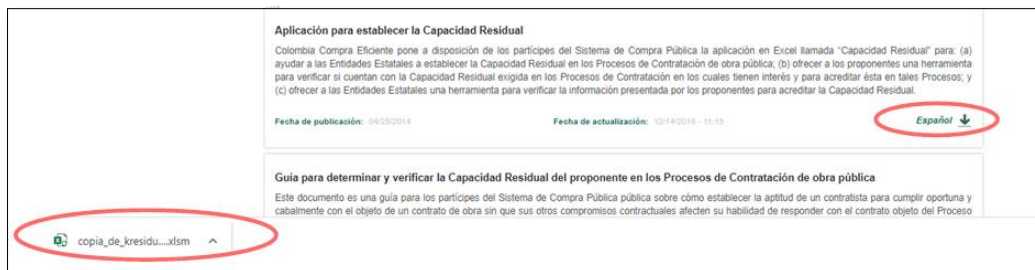 Aplicación para establecer la Capacidad Residual
Colombia Compra Eficiente pone a disposición de los partícipes del Sistema de Compra Pública la aplicación en Excel llamada "Capacidad Residual" para: (a)
ayudar a las Entidades Estatales a establecer la Capacidad Residual en los Procesos de Contratación de obra pública; (b) ofrecer a los proponentes una herramienta
para verificar si cuentan con la Capacidad Residual exigida en los Procesos de Contratación en los cuales tienen interés y para acreditar ésta en tales Procesos; y
(c) ofrecer a las Entidades Estatales una herramienta para verificar la información presentada por los proponentes para acreditar la Capacidad Residual.
Fecha de publicación: 04/25/2014 Fecha de actualización: 12/14/2018 - 11:15 Español
Guía para determinar y verificar la Capacidad Residual del proponente en los Procesos de Contratación de obra pública
Este documento es una guía para los partícipes del Sistema de Compra Pública pública sobre cómo establecer la aptitud de un contratista para cumplir oportuna y
cabalmente con el objeto de un contrato de obra sin que sus otros compromisos contractuales afecten su habilidad de responder con el contrato objeto del Proceso
copia_de_kresidu....xlsm